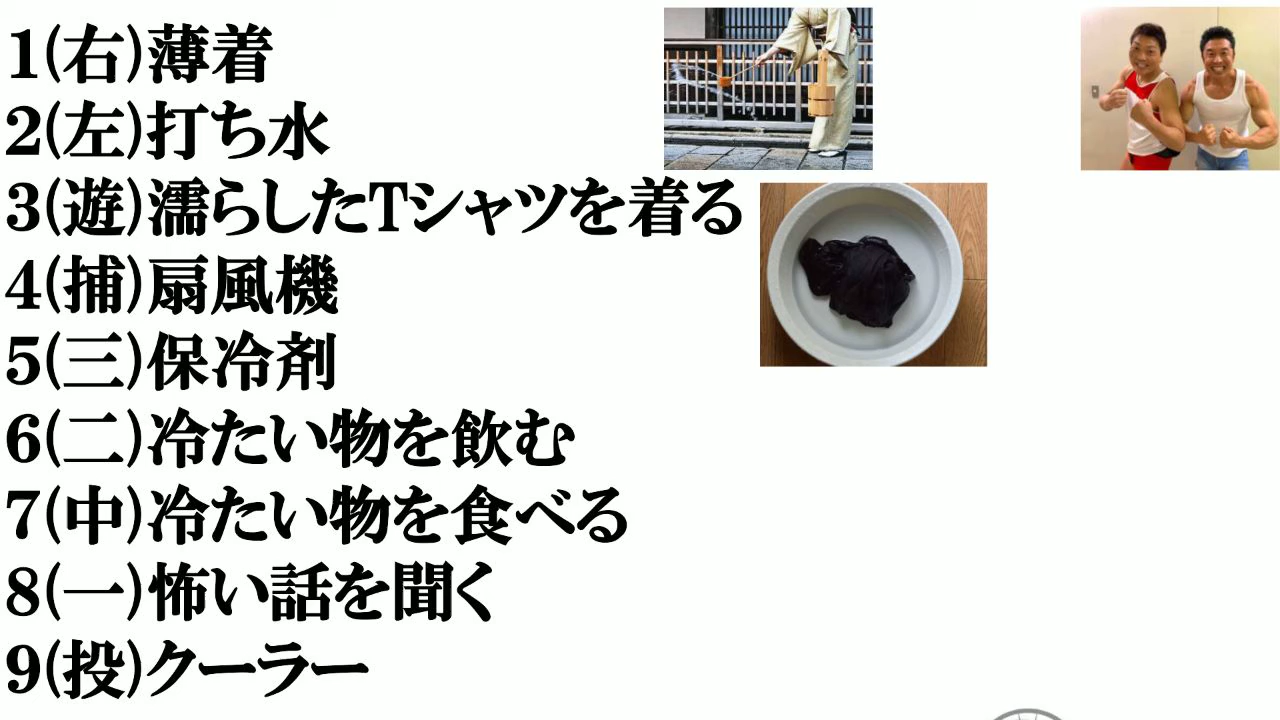 1(右)薄着
2(左)打ち水
3(遊)濡らしたTシャツを着る
4(捕)扇風機
5(三)保冷剤
6(二)冷たい物を飲む
7(中)冷たい物を食べる
8(一)怖い話を聞く
9(投)クーラー